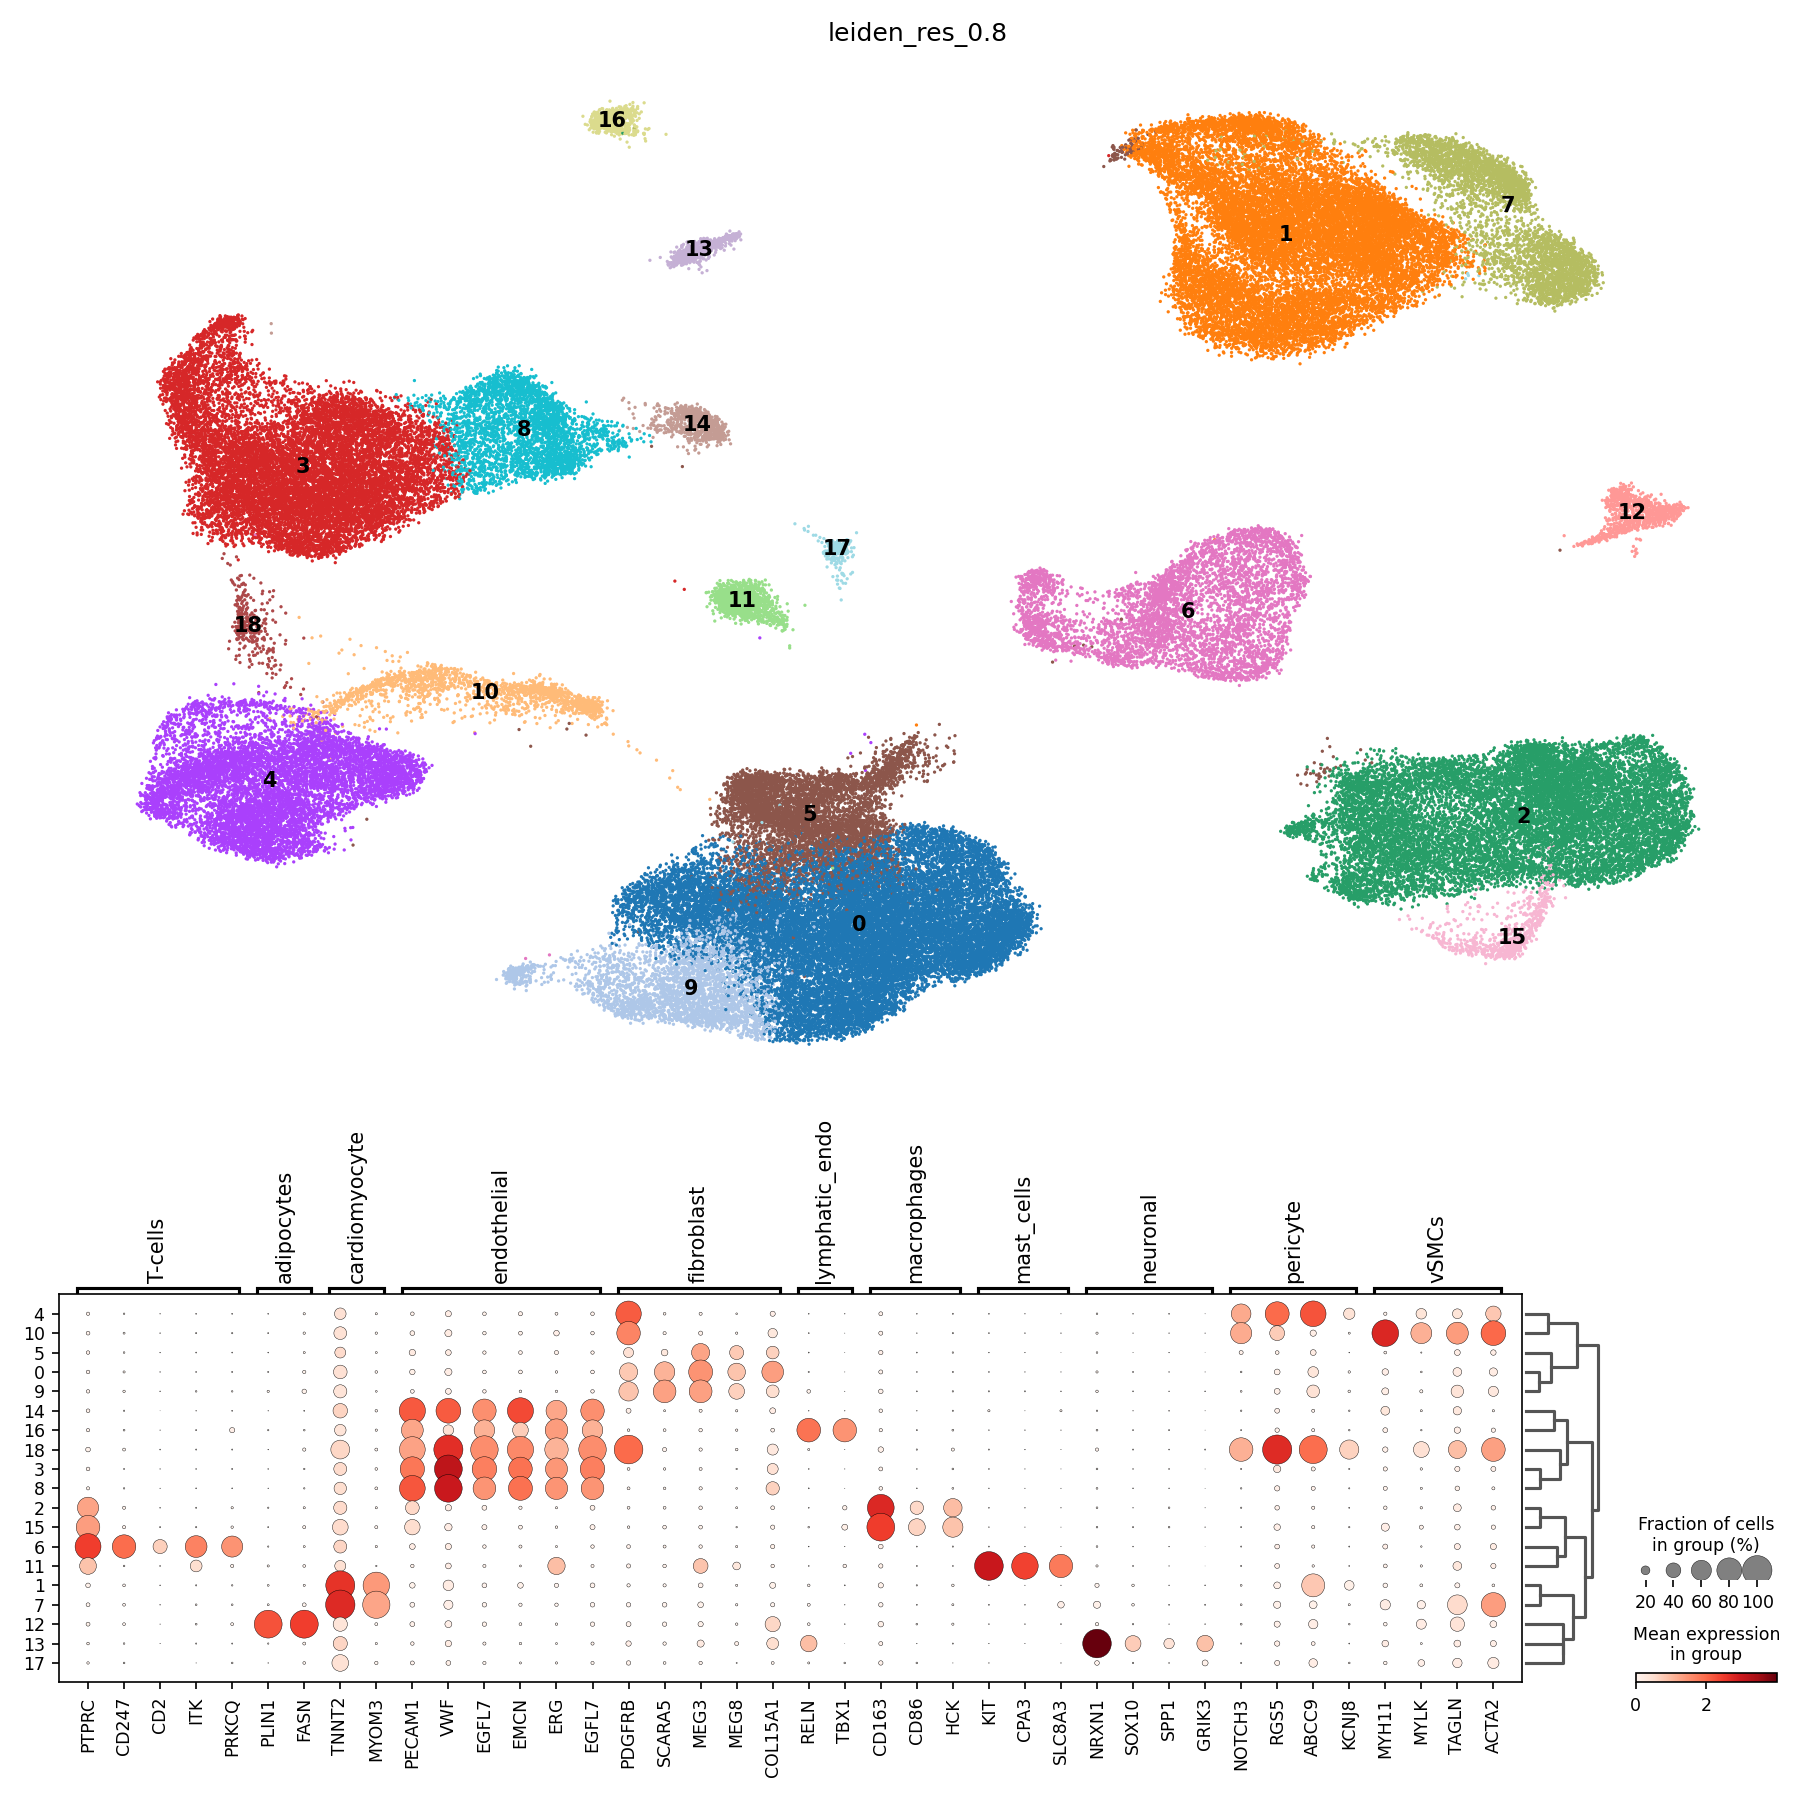 leiden_res_0.8
16
13
1
7
14
8
3
12
17
11
6
18
10
4
5
2
0
15
9
T-cells
adipocytes
cardiomyocyte
endothelial
fibroblast
lymphatic_endo
macrophages
mast_cells
neuronal
pericyte
vSMCs
4
10
5
0
9
14
16
18
3
8
2
15
6
11
1
7
12
13
17
PTPRC
CD247
CD2
ITK
PRKCQ
PLIN1
FASN
TNNT2
MYOM3
PECAM1
VWF
EGFL7
EMCN
ERG
EGFL7
PDGFRB
SCARA5
MEG3
MEG8
COL15A1
RELN
TBX1
CD163
CD86
HCK
KIT
CPA3
SLC8A3
NRXN1
SOX10
SPP1
GRIK3
NOTCH3
RGS5
ABCC9
KCNJ8
MYH11
MYLK
TAGLN
ACTA2
Fraction of cells
in group (%)
20 40 60 80 100
Mean expression
in group
0 2